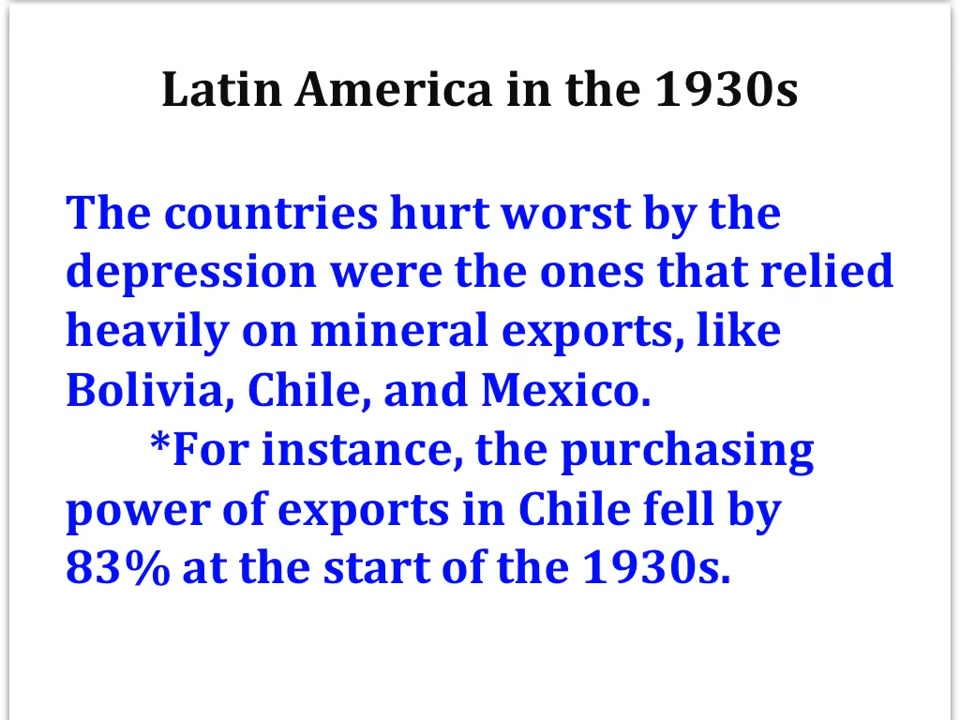 Latin America in the 1930s
The countries hurt worst by the
depression were the ones that relied
heavily on mineral exports, like
Bolivia, Chile, and Mexico.
*For instance, the purchasing
power of exports in Chile fell by
83% at the start of the 1930s.